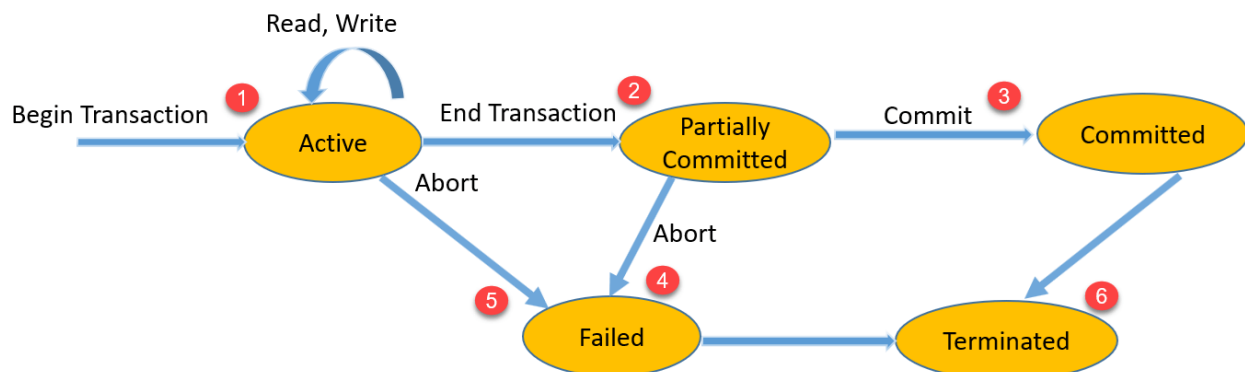 Read, Write
1
2
3
Begin Transaction
Active
End Transaction
Partially
Committed
Commit
Committed
Abort
Abort
5
4
6
Failed
Terminated